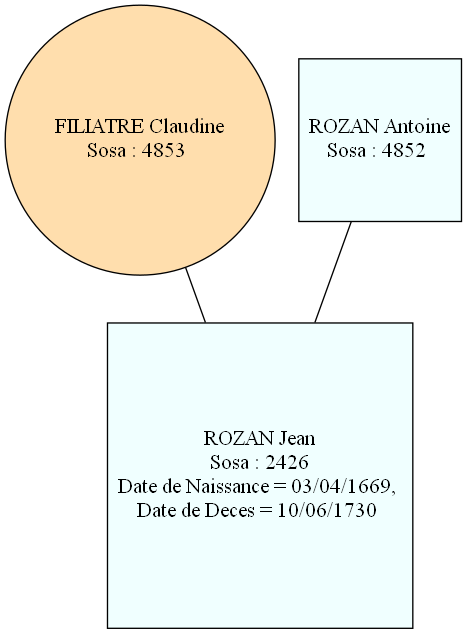 FILIATRE Claudine
Sosa : 4853
ROZAN Antoine
Sosa : 4852
ROZAN Jean
Sosa : 2426
Date de Naissance = 03/04/1669,
Date de Deces = 10/06/1730